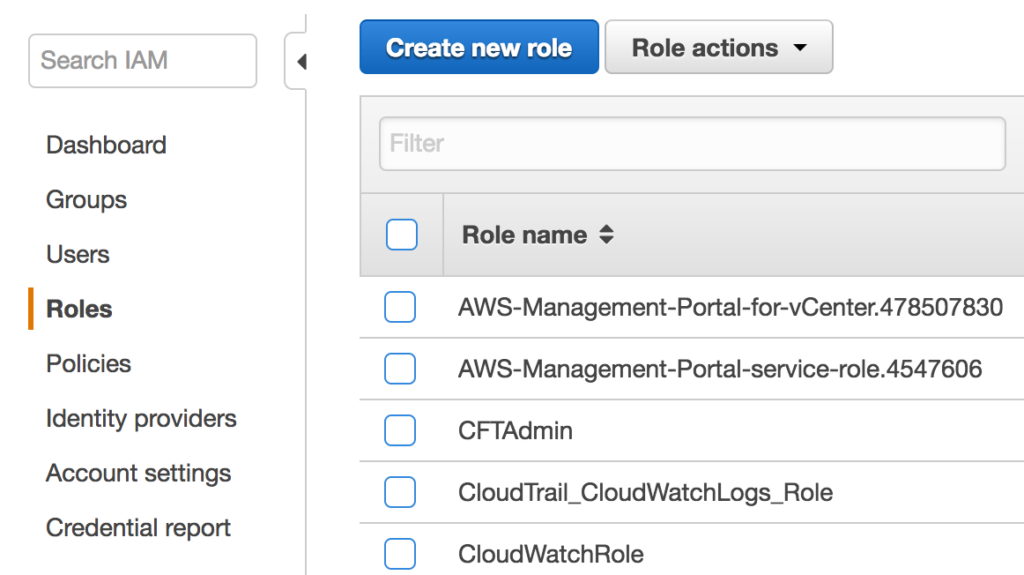 Search IAM
Dashboard
Groups
Users
Roles
Policies
Identity providers
Account settings
Credential report
Create new role
Role actions
Filter
Role name
AWS-Management-Portal-for-vCenter.478507830
AWS-Management-Portal-service-role.4547606
CFTAdmin
CloudTrail_CloudWatchLogs_Role
CloudWatchRole